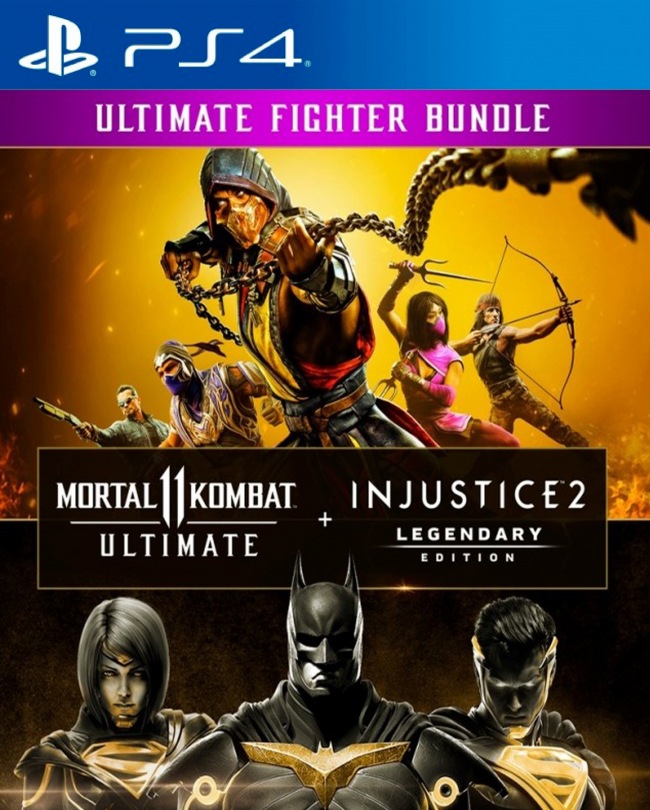 PS4
ULTIMATE FIGHTER BUNDLE
MORTAL 11 KOMBAT
ULTIMATE
+
INJUSTICE 2
LEGENDARY
EDITION